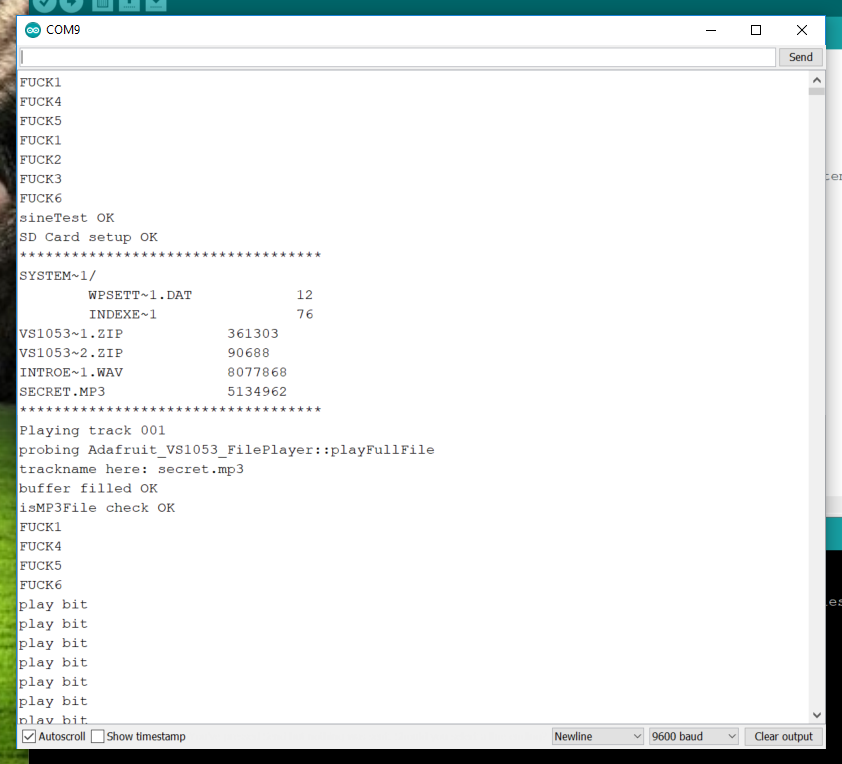 COM9
Send
FUCK1
FUCK4
FUCK5
FUCK1
FUCK2
FUCK3
FUCK6
sineTest OK
SD Card setup OK
***********************************
SYSTEM~1/
WPSETT~1.DAT 12
INDEXE~1 76
VS1053~1.ZIP 361303
VS1053~2.ZIP 90688
INTROE~1.WAV 8077868
SECRET.MP3 5134962
***********************************
Playing track 001
probing Adafruit_VS1053_FilePlayer::playFullFile
trackname here: secret.mp3
buffer filled OK
isMP3File check OK
FUCK1
FUCK4
FUCK5
FUCK6
play bit
play bit
play bit
play bit
play bit
play bit
play bit
Autoscroll Show timestamp Newline 9600 baud Clear output